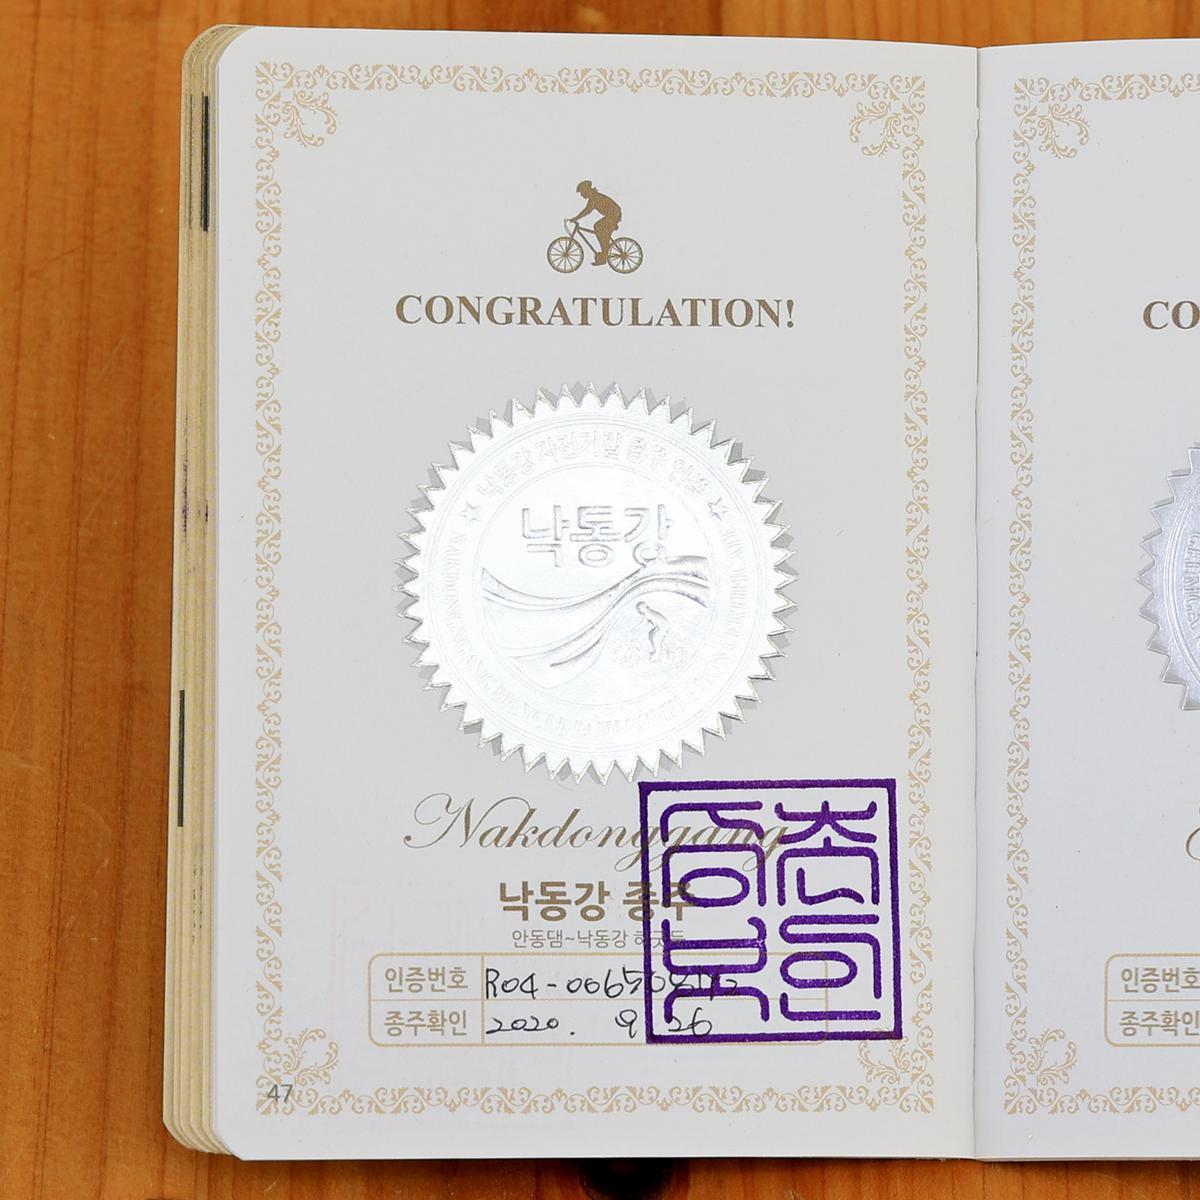 CONGRATULATION!
낙동강 자전거길 종주 인증
낙동강
Nakdonggang
낙동강 종주
안동댐~낙동강 하굿둑
인증번호
종주확인 2020. 9 26
47
CO
인증번호
종주확인